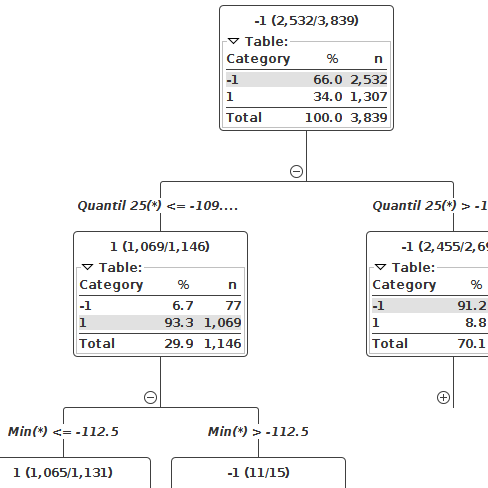 -1 (2,532/3,839)
Table:
Category % n
-1 66.0 2,532
1 34.0 1,307
Total 100.0 3,839
Quantil 25(*) <= -109.... Quantil 25(*) > -1
1 (1,069/1,146)
Table:
Category % n
-1 6.7 77
1 93.3 1,069
Total 29.9 1,146
-1 (2,455/2,69
Table:
Category %
-1 91.2
1 8.8
Total 70.1
Min(*) <= -112.5 Min(*) > -112.5
1 (1,065/1,131) -1 (11/15)